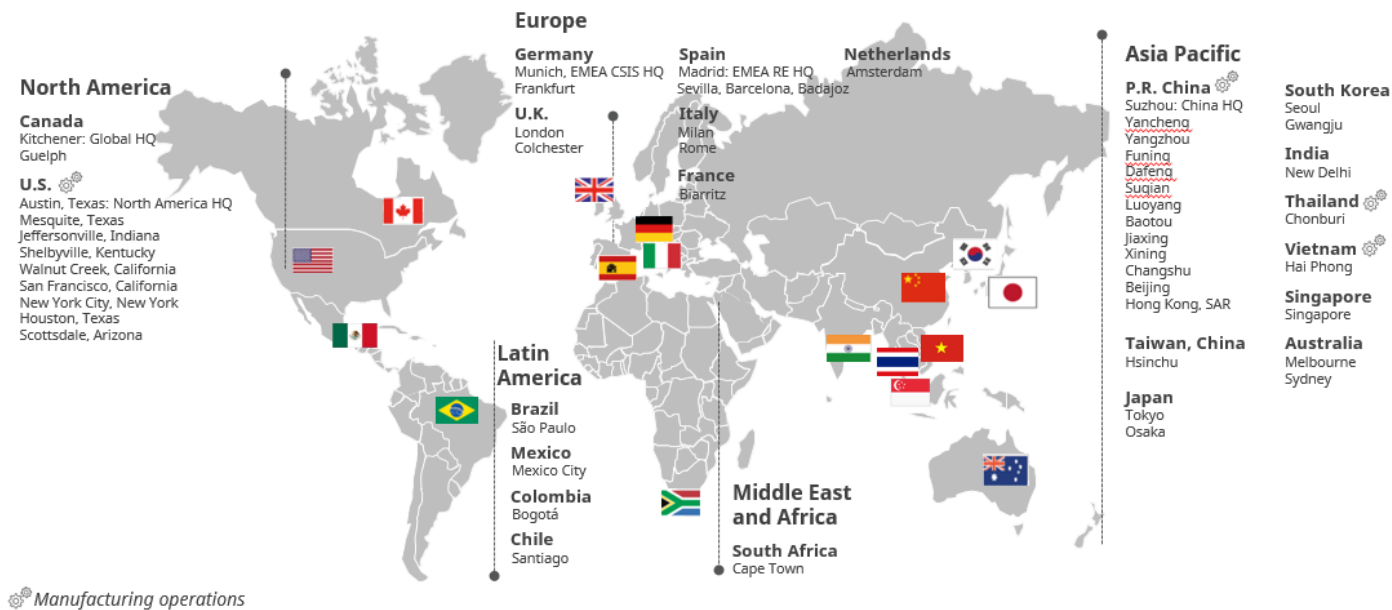 North America
Canada
Kitchener: Global HQ
Guelph
U.S.
Austin, Texas: North America HQ
Mesquite, Texas
Jeffersonville, Indiana
Shelbyville, Kentucky
Walnut Creek, California
San Francisco, California
New York City, New York
Houston, Texas
Scottsdale, Arizona
Europe
Germany
Munich, EMEA CSIS HQ
Frankfurt
U.K.
London
Colchester
Spain
Madrid: EMEA RE HQ
Sevilla, Barcelona, Badajoz
Italy
Milan
Rome
France
Biarritz
Netherlands
Amsterdam
Latin
America
Brazil
São Paulo
Mexico
Mexico City
Colombia
Bogotá
Chile
Santiago
Middle East
and Africa
South Africa
Cape Town
Asia Pacific
P.R. China
Suzhou: China HQ
Yancheng
Yangzhou
Funing
Dafeng
Suqian
Luoyang
Baotou
Jiaxing
Xining
Changshu
Beijing
Hong Kong, SAR
Taiwan, China
Hsinchu
Japan
Tokyo
Osaka
South Korea
Seoul
Gwangju
India
New Delhi
Thailand
Chonburi
Vietnam
Hai Phong
Singapore
Singapore
Australia
Melbourne
Sydney
Manufacturing operations